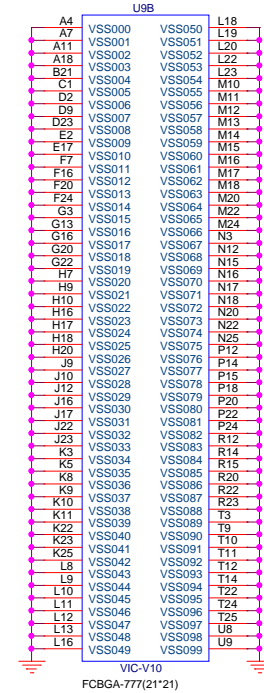 U9B
A4 VSS000 VSS050 L18
A7 VSS001 VSS051 L19
A11 VSS002 VSS052 L20
A18 VSS003 VSS053 L22
B21 VSS004 VSS054 L23
C1 VSS005 VSS055 M10
D2 VSS006 VSS056 M11
D9 VSS007 VSS057 M12
D23 VSS008 VSS058 M13
E2 VSS009 VSS059 M14
E17 VSS010 VSS060 M15
F7 VSS011 VSS061 M16
F16 VSS012 VSS062 M17
F20 VSS013 VSS063 M18
F24 VSS014 VSS064 M20
G3 VSS015 VSS065 M22
G13 VSS016 VSS066 M24
G16 VSS017 VSS067 N3
G20 VSS018 VSS068 N12
G22 VSS019 VSS069 N15
H7 VSS020 VSS070 N16
H9 VSS021 VSS071 N17
H10 VSS022 VSS072 N18
H16 VSS023 VSS073 N20
H17 VSS024 VSS074 N22
H18 VSS025 VSS075 N25
H20 VSS026 VSS076 P12
J9 VSS027 VSS077 P14
J10 VSS028 VSS078 P15
J12 VSS029 VSS079 P18
J16 VSS030 VSS080 P20
J17 VSS031 VSS081 P22
J22 VSS032 VSS082 P24
J23 VSS033 VSS083 R12
K3 VSS034 VSS084 R14
K5 VSS035 VSS085 R15
K8 VSS036 VSS086 R20
K9 VSS037 VSS087 R22
K10 VSS038 VSS088 R23
K11 VSS039 VSS089 T3
K22 VSS040 VSS090 T9
K23 VSS041 VSS091 T10
K25 VSS042 VSS092 T11
L8 VSS043 VSS093 T12
L9 VSS044 VSS094 T14
L10 VSS045 VSS095 T22
L11 VSS046 VSS096 T24
L12 VSS047 VSS097 T25
L13 VSS048 VSS098 U8
L16 VSS049 VSS099 U9
VIC-V10
FCBGA-777(21*21)